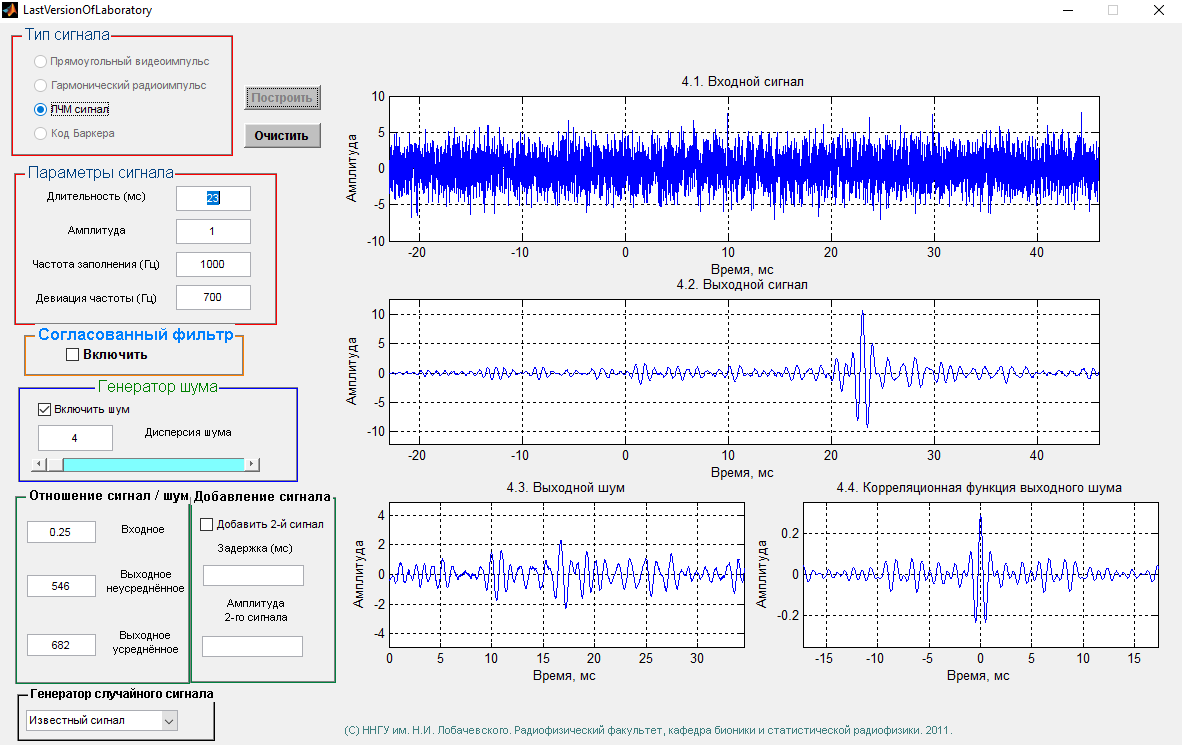 LastVersionOfLaboratory
Тип сигнала
Прямоугольный видеоимпульс
Гармонический радиоимпульс
ЛЧМ сигнал
Код Баркера
Построить
Очистить
Параметры сигнала
Длительность (мс)
23
Амплитуда
1
Частота заполнения (Гц)
1000
Девиация частоты (Гц)
700
Согласованный фильтр
Включить
Генератор шума
Включить шум
4
Дисперсия шума
Отношение сигнал / шум
0.25
Входное
546
Выходное
неусреднённое
682
Выходное
усреднённое
Добавление сигнала
Добавить 2-й сигнал
Задержка (мс)
Амплитуда
2-го сигнала
Генератор случайного сигнала
Известный сигнал
4.1. Входной сигнал
Амплитуда
10
5
0
-5
-10
-20 -10 0 10 20 30 40
Время, мс
4.2. Выходной сигнал
Амплитуда
10
5
0
-5
-10
-20 -10 0 10 20 30 40
Время, мс
4.3. Выходной шум
Амплитуда
4
2
0
-2
-4
0 5 10 15 20 25 30
Время, мс
4.4. Корреляционная функция выходного шума
Амплитуда
0.2
0
-0.2
-15 -10 -5 0 5 10 15
Время, мс
(С) ННГУ им. Н.И. Лобачевского. Радиофизический факультет, кафедра бионики и статистической радиофизики. 2011.